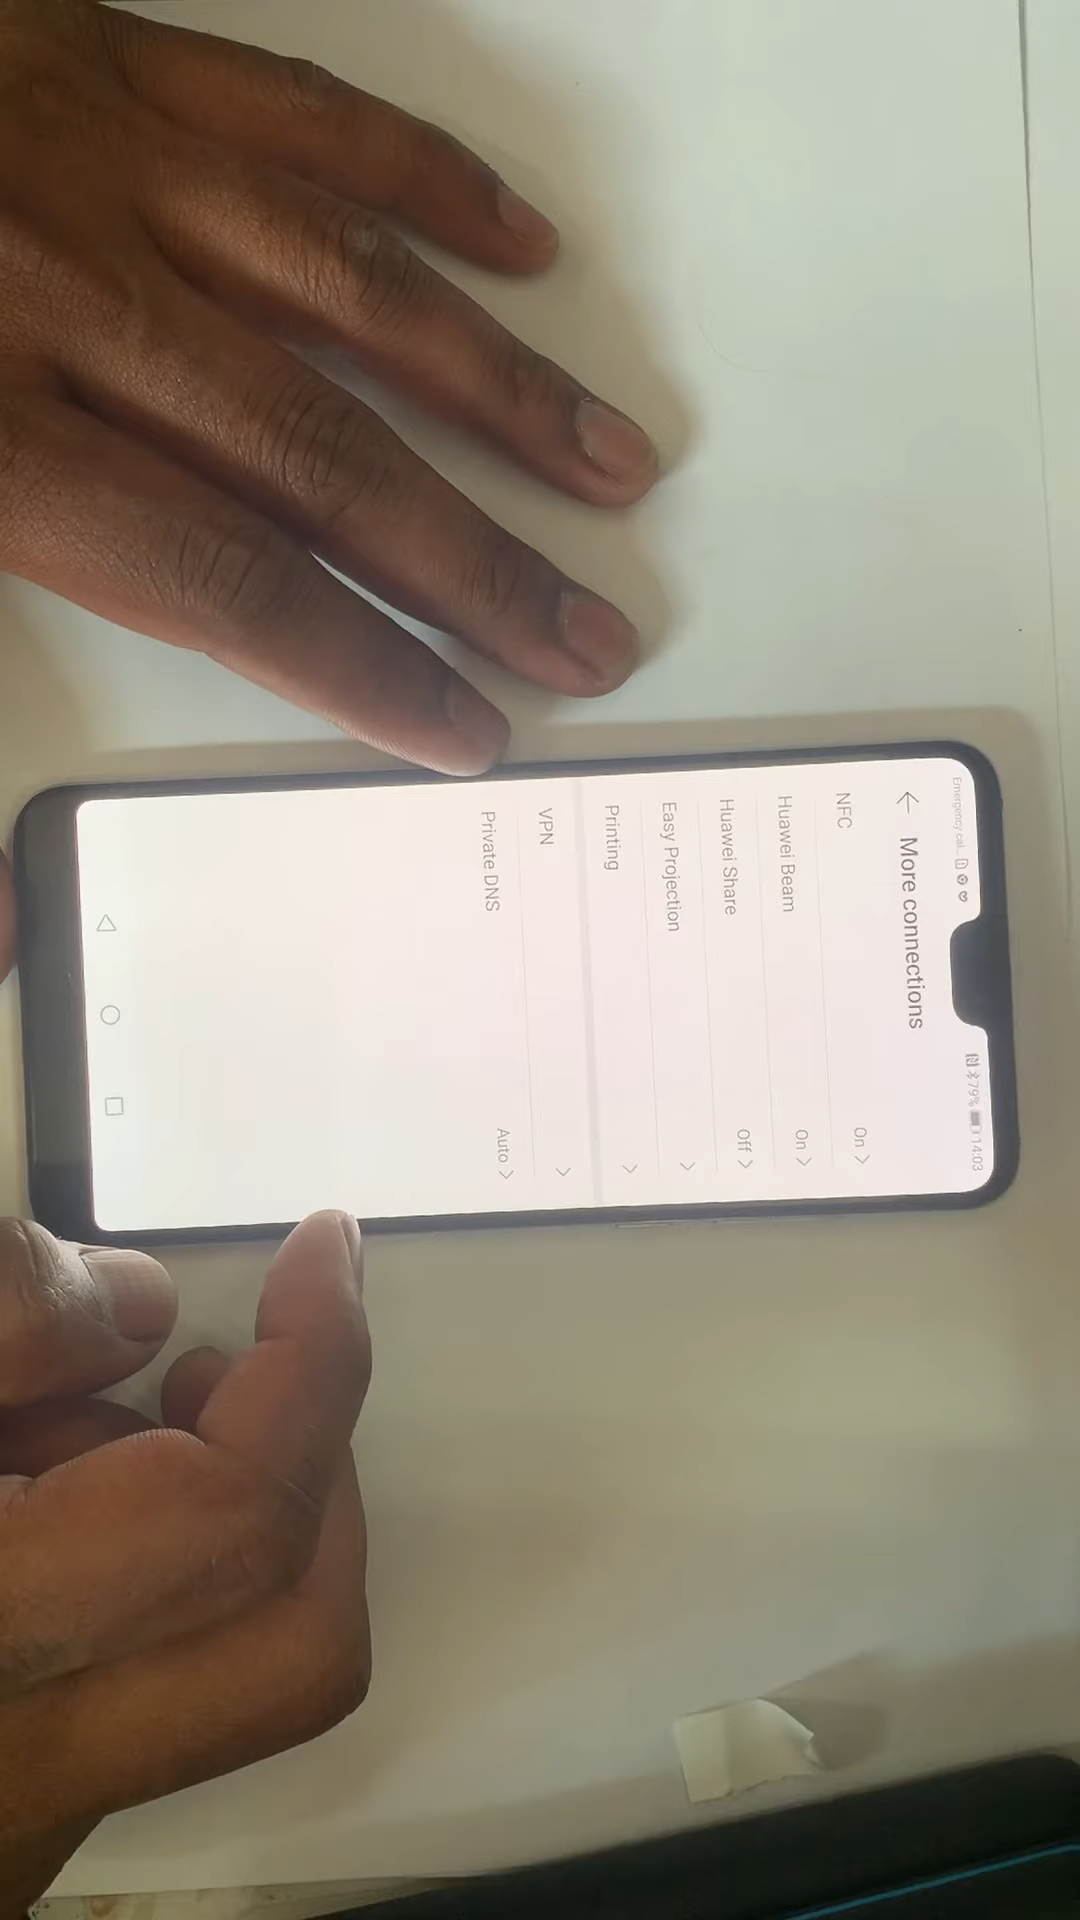 Emergency cal... 79% 14:03
More connections
NFC On
Huawei Beam On
Huawei Share Off
Easy Projection
Printing
VPN
Private DNS Auto